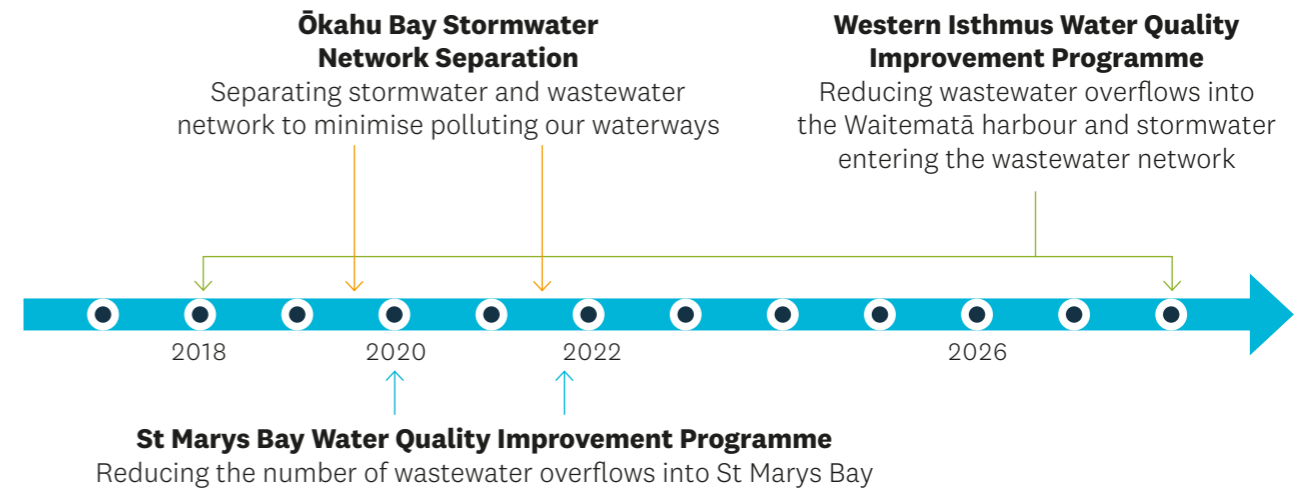 Ōkahu Bay Stormwater
Network Separation
Separating stormwater and wastewater
network to minimise polluting our waterways
Western Isthmus Water Quality
Improvement Programme
Reducing wastewater overflows into
the Waitematā harbour and stormwater
entering the wastewater network
2018
2020
2022
2026
St Marys Bay Water Quality Improvement Programme
Reducing the number of wastewater overflows into St Marys Bay